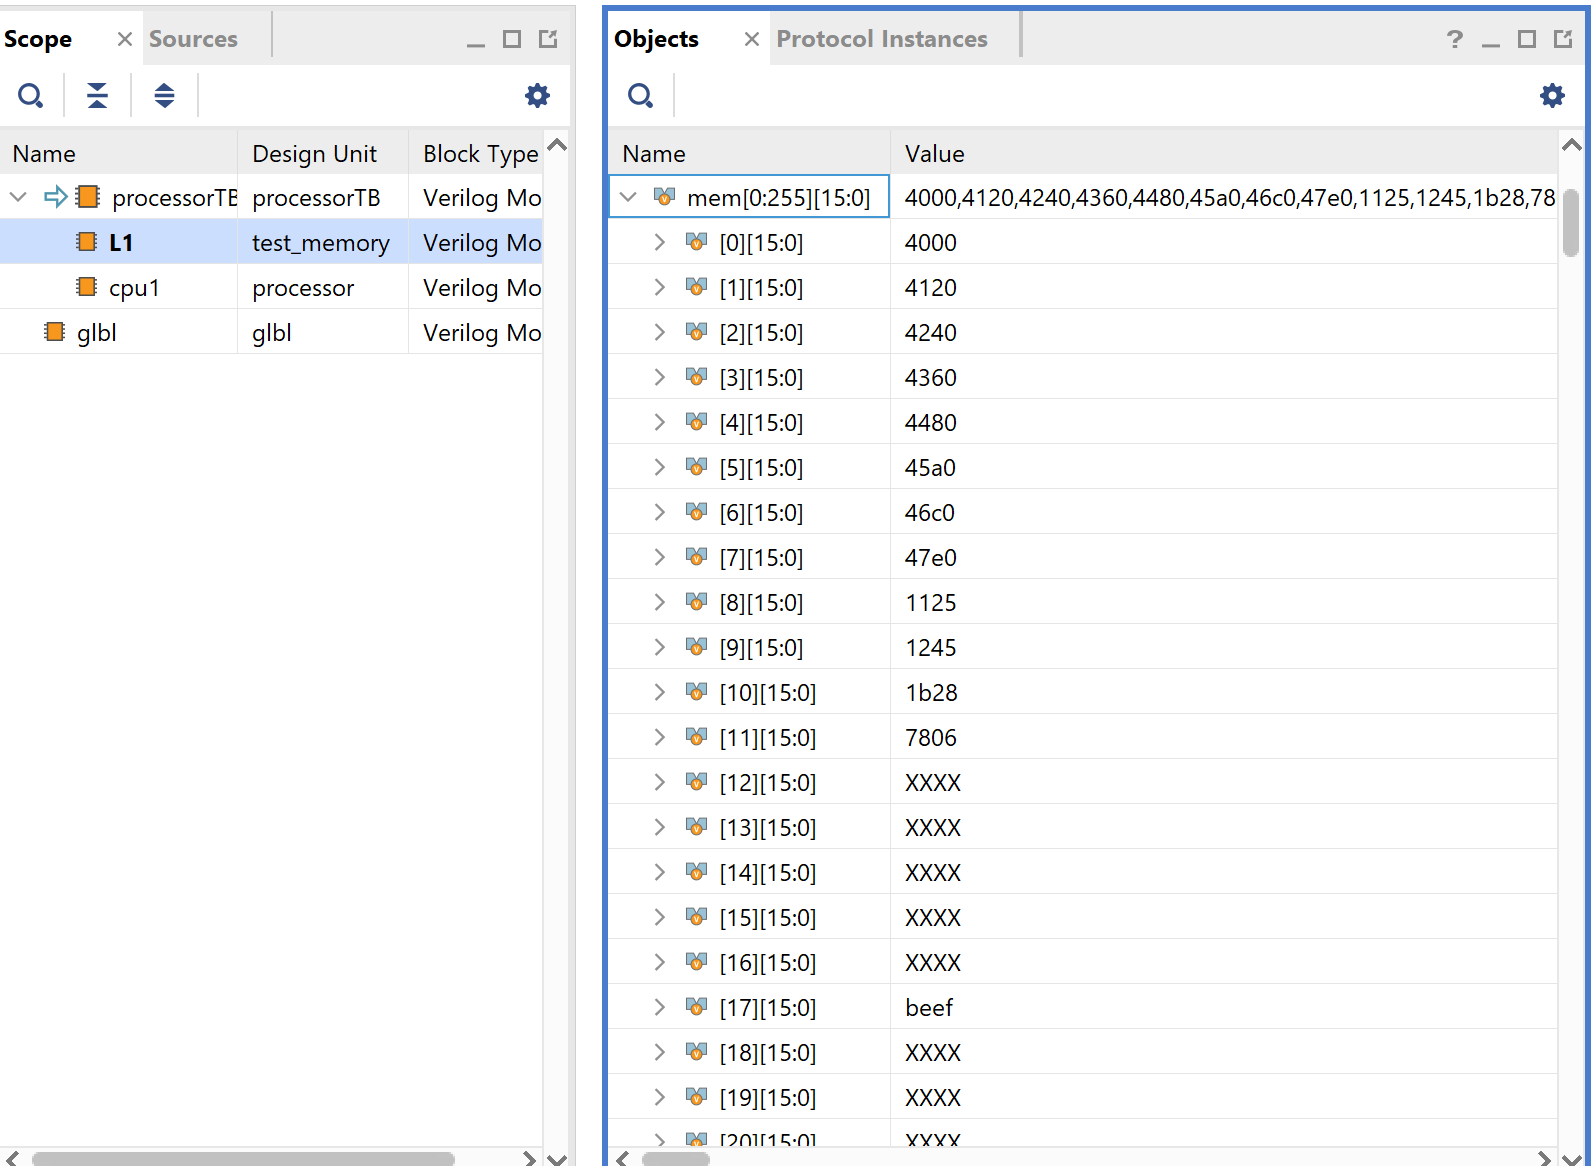 Scope
Sources
Name Design Unit Block Type
processorTB processorTB Verilog Mo
L1 test_memory Verilog Mo
cpu1 processor Verilog Mo
glbl glbl Verilog Mo
Objects
Protocol Instances
?
Name Value
mem[0:255][15:0] 4000,4120,4240,4360,4480,45a0,46c0,47e0,1125,1245,1b28,78
[0][15:0] 4000
[1][15:0] 4120
[2][15:0] 4240
[3][15:0] 4360
[4][15:0] 4480
[5][15:0] 45a0
[6][15:0] 46c0
[7][15:0] 47e0
[8][15:0] 1125
[9][15:0] 1245
[10][15:0] 1b28
[11][15:0] 7806
[12][15:0] XXXX
[13][15:0] XXXX
[14][15:0] XXXX
[15][15:0] XXXX
[16][15:0] XXXX
[17][15:0] beef
[18][15:0] XXXX
[19][15:0] XXXX
[20][15:0] XXXX